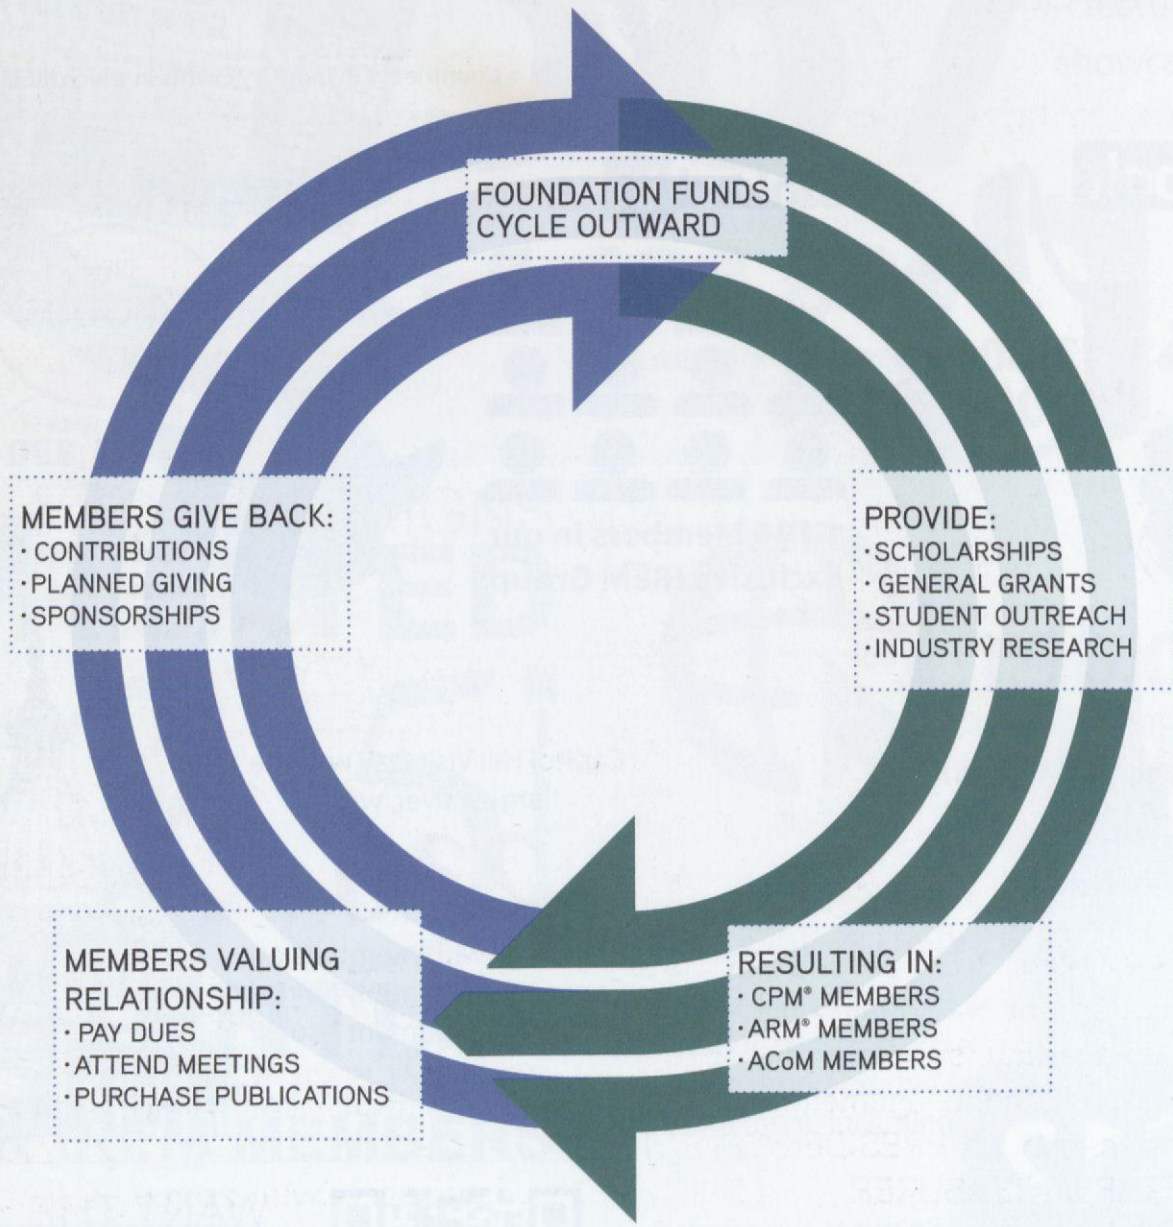 FOUNDATION FUNDS
CYCLE OUTWARD
MEMBERS GIVE BACK:
· CONTRIBUTIONS
· PLANNED GIVING
· SPONSORSHIPS
PROVIDE:
· SCHOLARSHIPS
· GENERAL GRANTS
· STUDENT OUTREACH
· INDUSTRY RESEARCH
MEMBERS VALUING
RELATIONSHIP:
· PAY DUES
· ATTEND MEETINGS
· PURCHASE PUBLICATIONS
RESULTING IN:
· CPM® MEMBERS
· ARM® MEMBERS
· ACoM MEMBERS